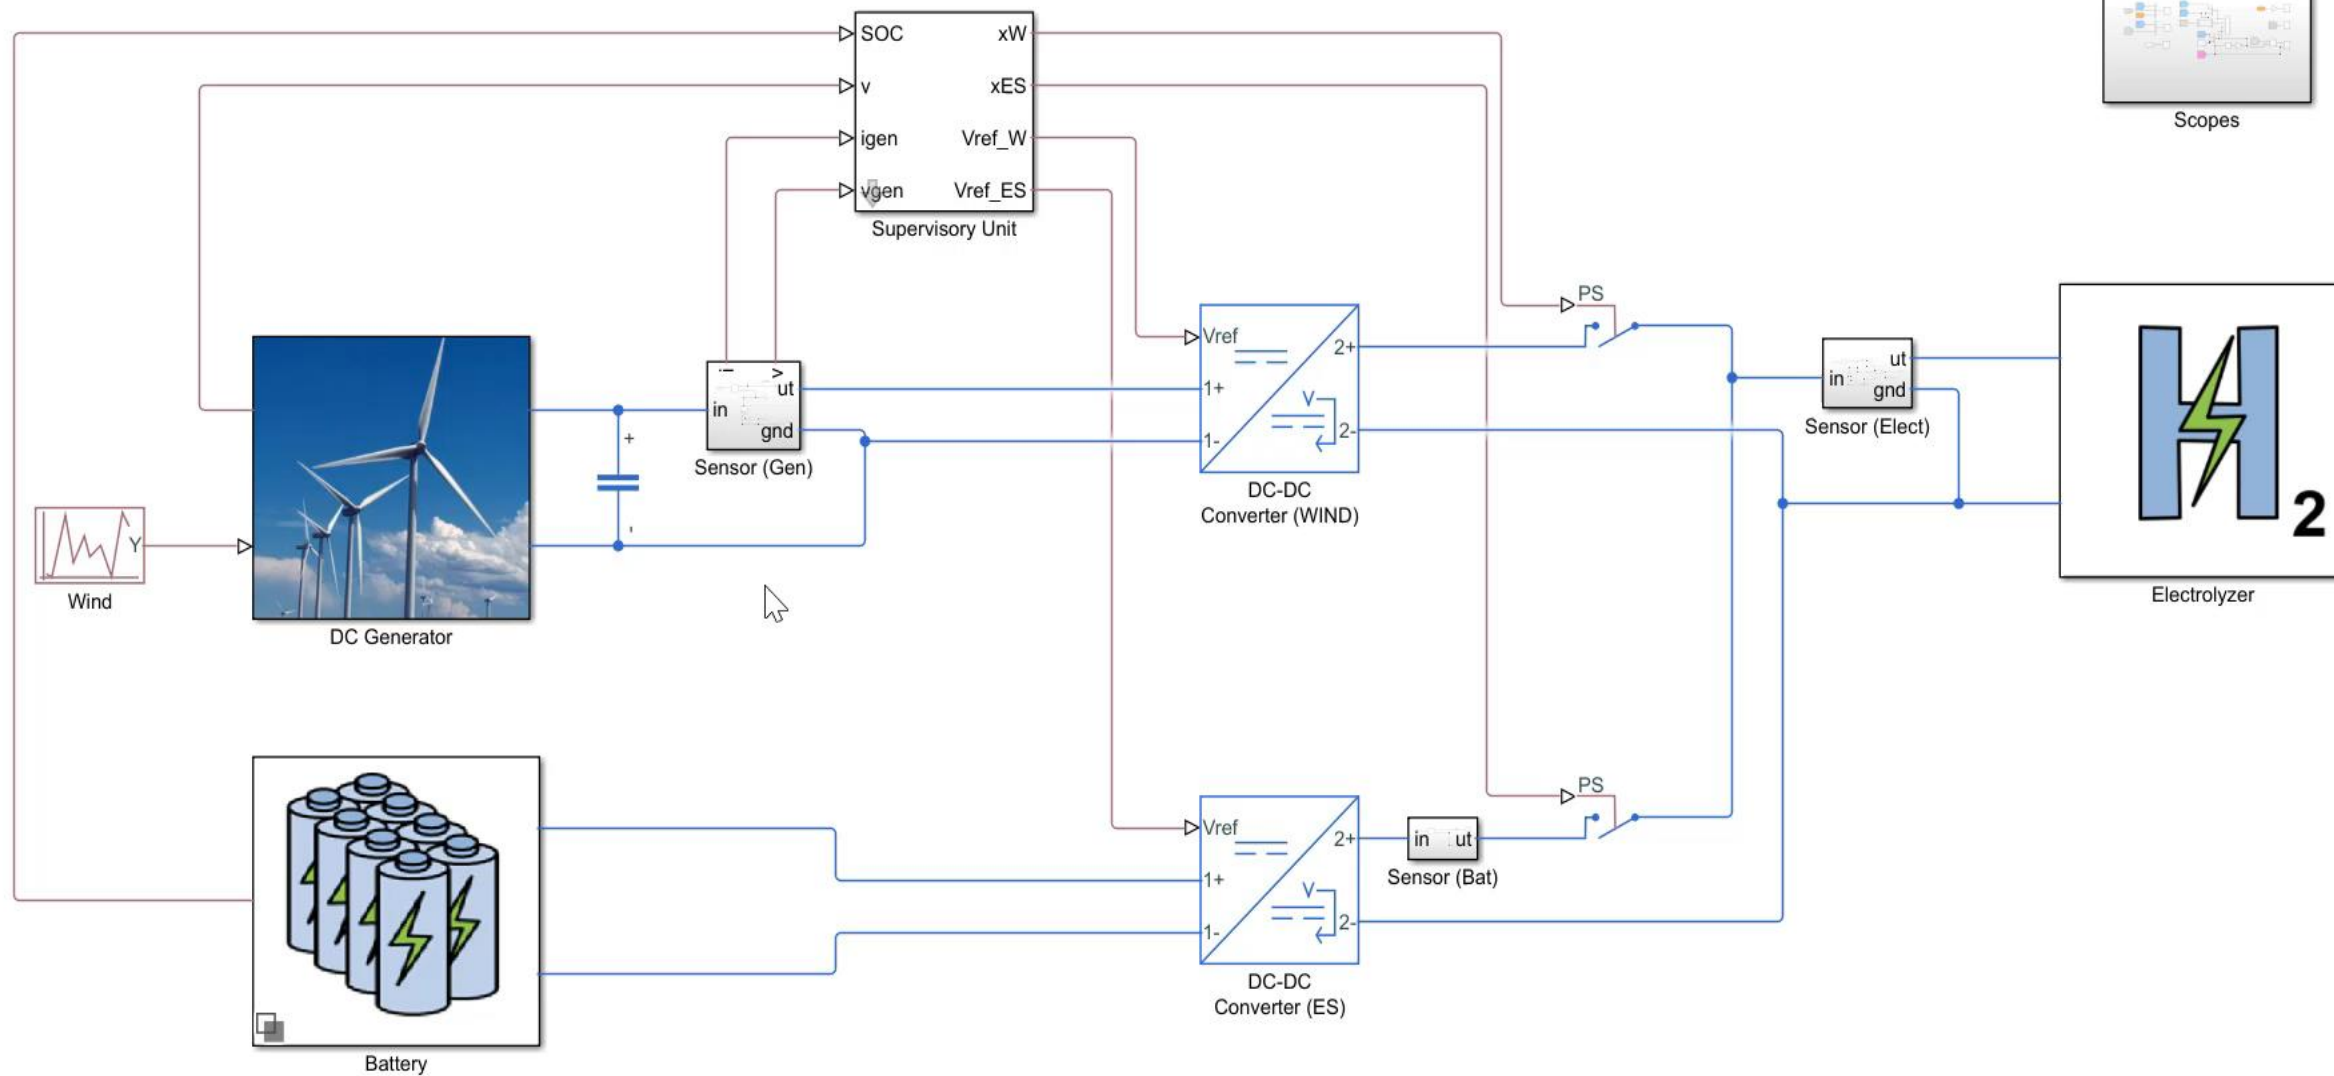 SOC xW
v xES
igen Vref_W
vgen Vref_ES
Supervisory Unit
Scopes
PS
Vref
2+
1+
V
1-
2-
DC-DC
Converter (WIND)
i v
ut
in
gnd
Sensor (Gen)
+
-
ut
in
gnd
Sensor (Elect)
H
2
Electrolyzer
Y
Wind
DC Generator
PS
Vref
2+
1+
V
1-
2-
DC-DC
Converter (ES)
in ut
Sensor (Bat)
Battery